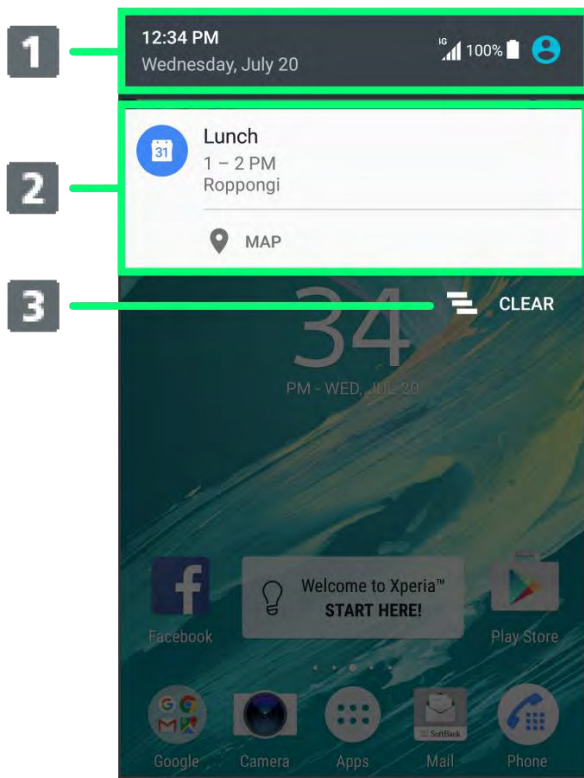 1
12:34 PM
Wednesday, July 20
1G
100%
2
31
Lunch
1 – 2 PM
Roppongi
MAP
3
CLEAR
34
PM - WED, JUL 20
Welcome to Xperia™
START HERE!
Facebook
Play Store
SoftBank
Google
Camera
Apps
Mail
Phone